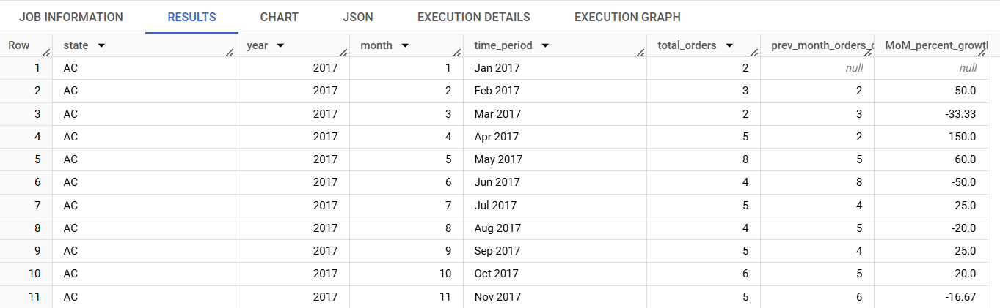 JOB INFORMATION RESULTS CHART JSON EXECUTION DETAILS EXECUTION GRAPH
Row state year month time_period total_orders prev_month_orders_c MoM_percent_growth
1 AC 2017 1 Jan 2017 2 null null
2 AC 2017 2 Feb 2017 3 2 50.0
3 AC 2017 3 Mar 2017 2 3 -33.33
4 AC 2017 4 Apr 2017 5 2 150.0
5 AC 2017 5 May 2017 8 5 60.0
6 AC 2017 6 Jun 2017 4 8 -50.0
7 AC 2017 7 Jul 2017 5 4 25.0
8 AC 2017 8 Aug 2017 4 5 -20.0
9 AC 2017 9 Sep 2017 5 4 25.0
10 AC 2017 10 Oct 2017 6 5 20.0
11 AC 2017 11 Nov 2017 5 6 -16.67